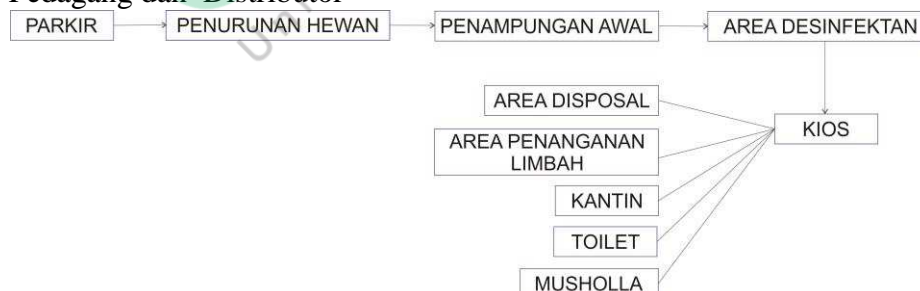 Pedagang dan Distributor
PARKIR
PENURUNAN HEWAN
PENAMPUNGAN AWAL
AREA DESINFEKTAN
AREA DISPOSAL
KIOS
AREA PENANGANAN
LIMBAH
KANTIN
TOILET
MUSHOLLA